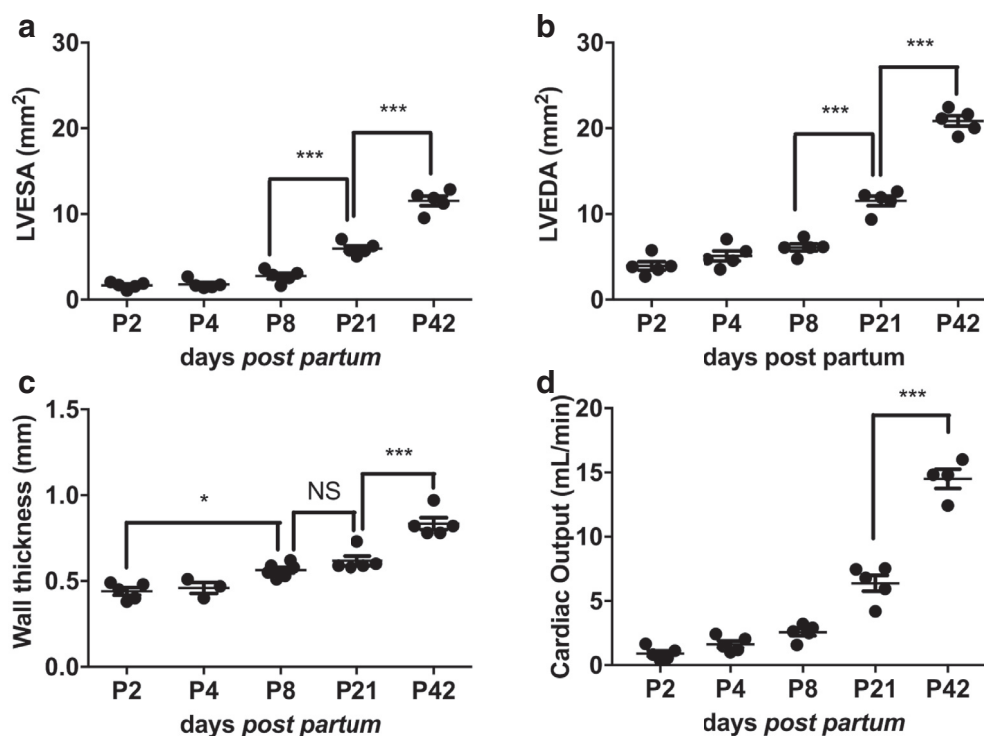 a
LVESA (mm²)
30
20
10
0
***
***
P2 P4 P8 P21 P42
days post partum
b
LVEDA (mm²)
30
20
10
0
***
***
P2 P4 P8 P21 P42
days post partum
c
Wall thickness (mm)
1.5
1.0
0.5
0.0
*
NS
***
P2 P4 P8 P21 P42
days post partum
d
Cardiac Output (mL/min)
20
15
10
5
0
***
P2 P4 P8 P21 P42
days post partum